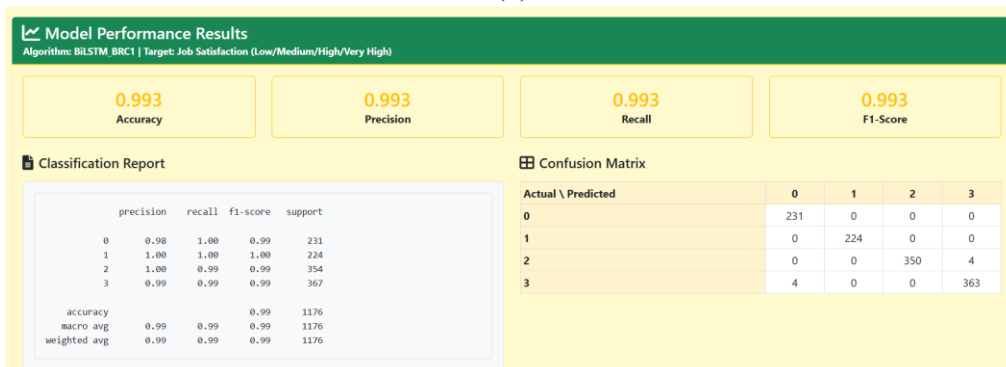 Model Performance Results
Algorithm: BiLSTM_BRC1 | Target: Job Satisfaction (Low/Medium/High/Very High)
0.993
Accuracy
0.993
Precision
0.993
Recall
0.993
F1-Score
Classification Report
precision recall f1-score support
0 0.98 1.00 0.99 231
1 1.00 1.00 1.00 224
2 1.00 0.99 0.99 354
3 0.99 0.99 0.99 367
accuracy 0.99 1176
macro avg 0.99 0.99 0.99 1176
weighted avg 0.99 0.99 0.99 1176
Confusion Matrix
Actual \ Predicted 0 1 2 3
0 231 0 0 0
1 0 224 0 0
2 0 0 350 4
3 4 0 0 363